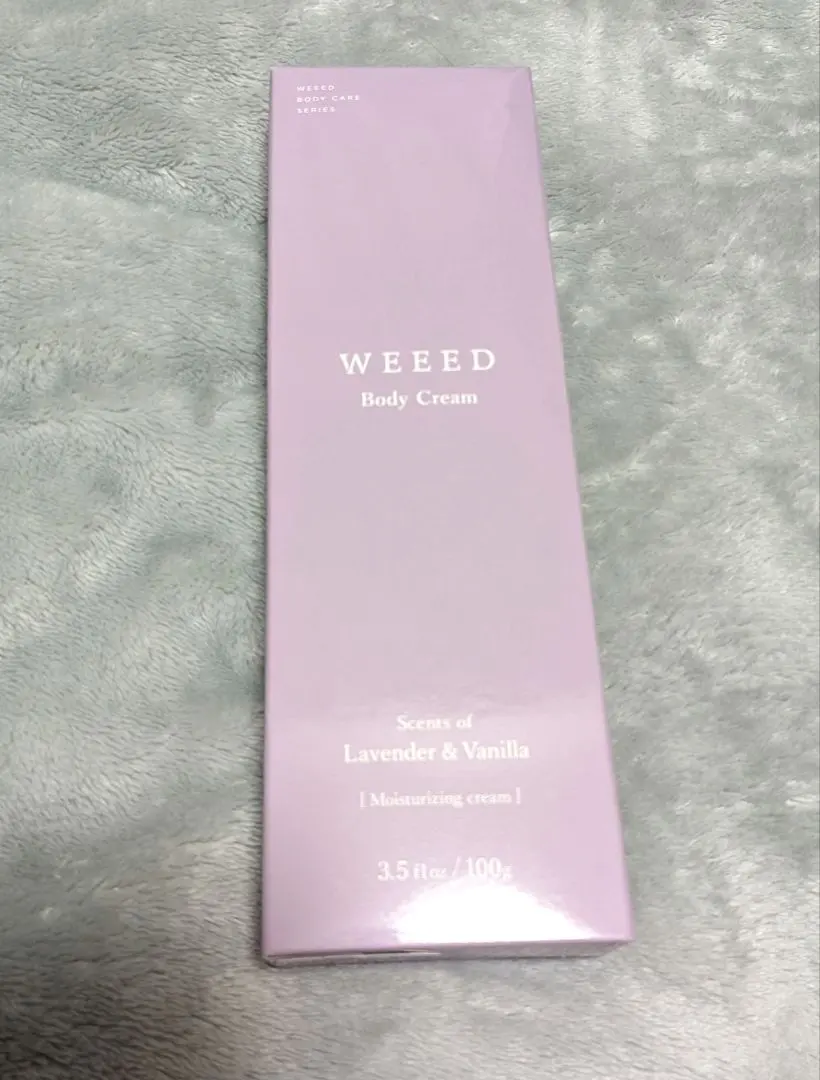 WEEED
BODY CARE
SERIES
WEEED
Body Cream
Scents of
Lavender & Vanilla
[ Moisturizing cream ]
3.5 fl oz / 100g